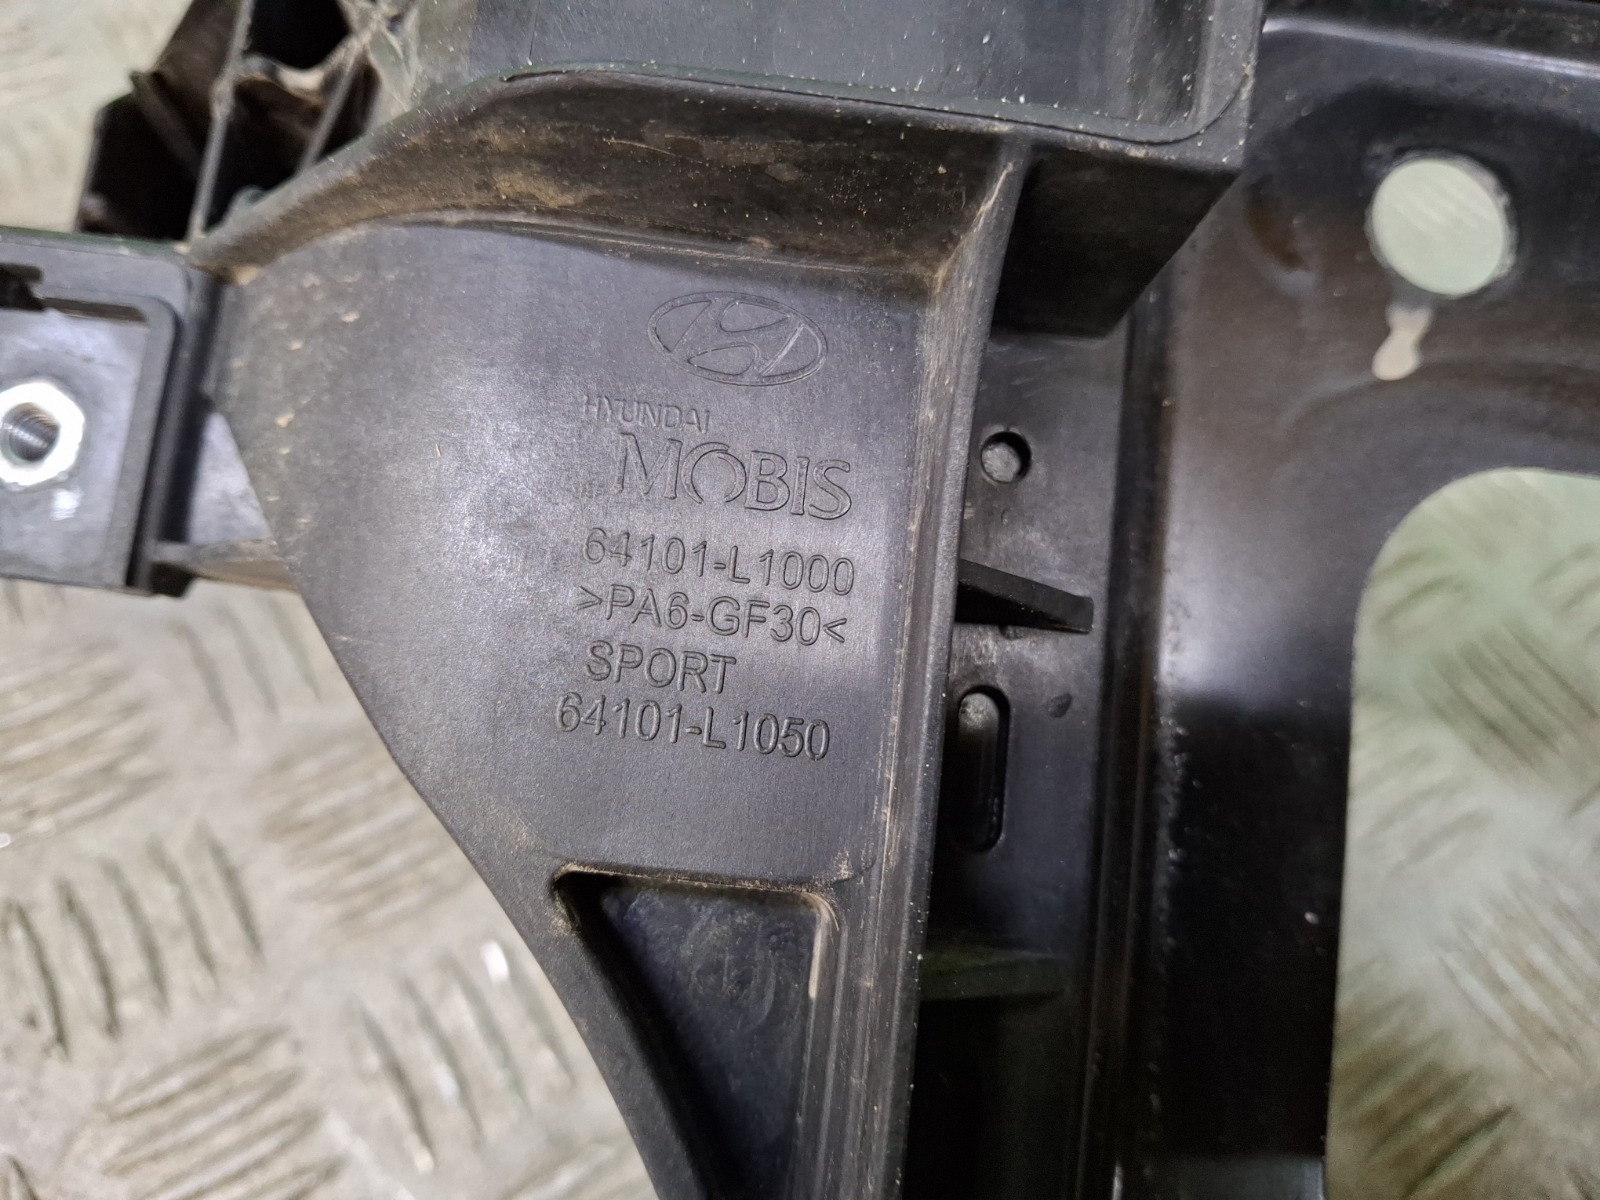 HYUNDAI
MOBIS
64101-L1000
>PA6-GF30<
SPORT
64101-L1050